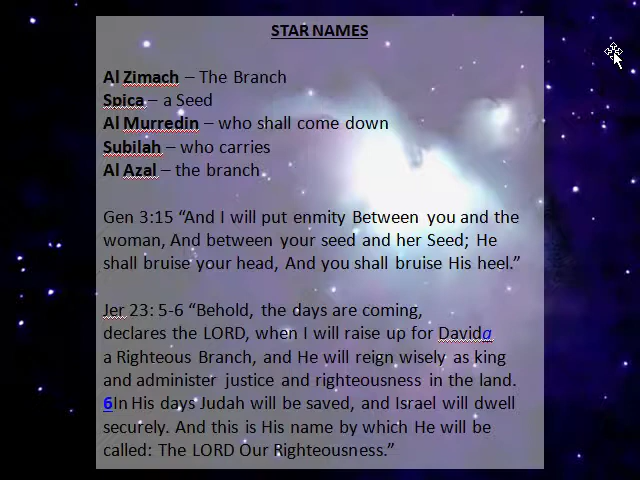 STAR NAMES
Al Zimach – The Branch
Spica – a Seed
Al Murredin – who shall come down
Subilah – who carries
Al Azal – the branch
Gen 3:15 “And I will put enmity Between you and the
woman, And between your seed and her Seed; He
shall bruise your head, And you shall bruise His heel.”
Jer 23: 5-6 “Behold, the days are coming,
declares the LORD, when I will raise up for Davida
a Righteous Branch, and He will reign wisely as king
and administer justice and righteousness in the land.
6In His days Judah will be saved, and Israel will dwell
securely. And this is His name by which He will be
called: The LORD Our Righteousness.”